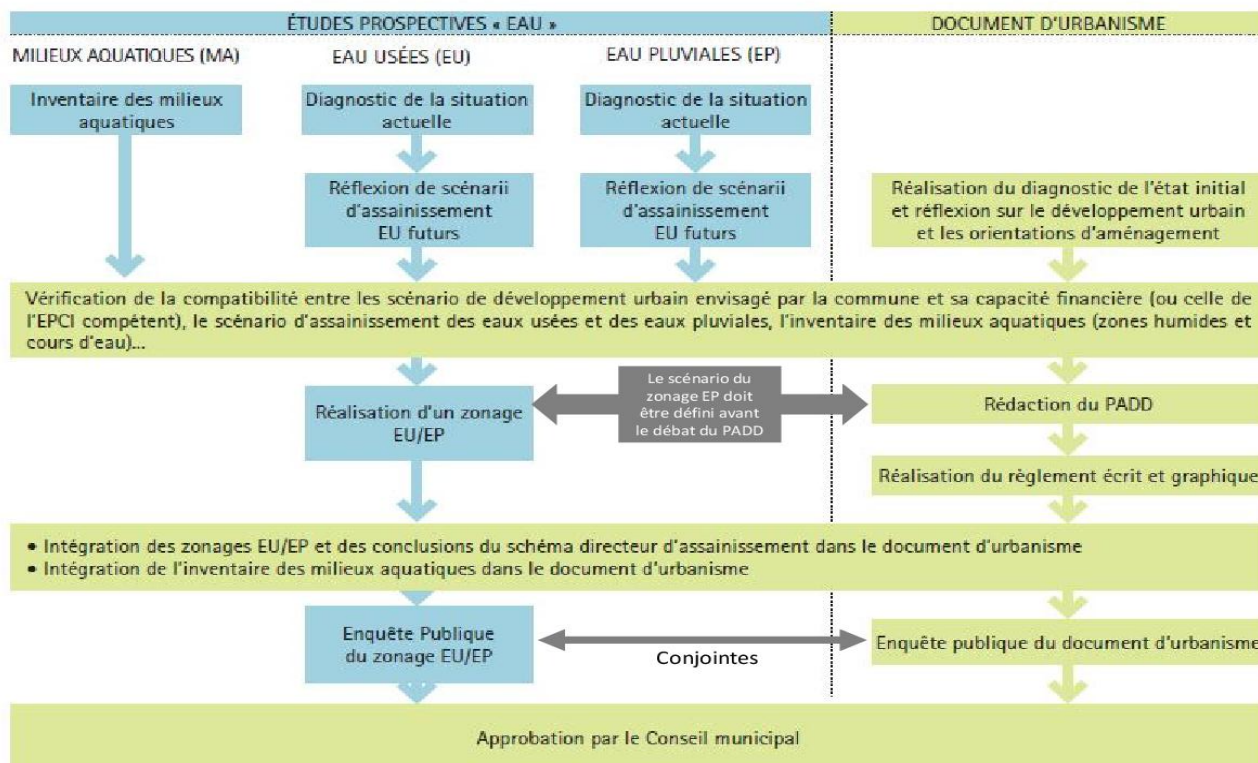 ÉTUDES PROSPECTIVES « EAU »
DOCUMENT D'URBANISME
MILIEUX AQUATIQUES (MA)
EAU USÉES (EU)
EAU PLUVIALES (EP)
Inventaire des milieux
aquatiques
Diagnostic de la situation
actuelle
Diagnostic de la situation
actuelle
Réflexion de scénarii
d'assainissement
EU futurs
Réflexion de scénarii
d'assainissement
EU futurs
Réalisation du diagnostic de l'état initial
et réflexion sur le développement urbain
et les orientations d'aménagement
Vérification de la compatibilité entre les scénario de développement urbain envisagé par la commune et sa capacité financière (ou celle de
l'EPCI compétent), le scénario d'assainissement des eaux usées et des eaux pluviales, l'inventaire des milieux aquatiques (zones humides et
cours d'eau)...
Réalisation d'un zonage
EU/EP
Le scénario du
zonage EP doit
être défini avant
le débat du PADD
Rédaction du PADD
Réalisation du règlement écrit et graphique
• Intégration des zonages EU/EP et des conclusions du schéma directeur d'assainissement dans le document d'urbanisme
• Intégration de l'inventaire des milieux aquatiques dans le document d'urbanisme
Enquête Publique
du zonage EU/EP
Conjointes
Enquête publique du document d'urbanisme
Approbation par le Conseil municipal